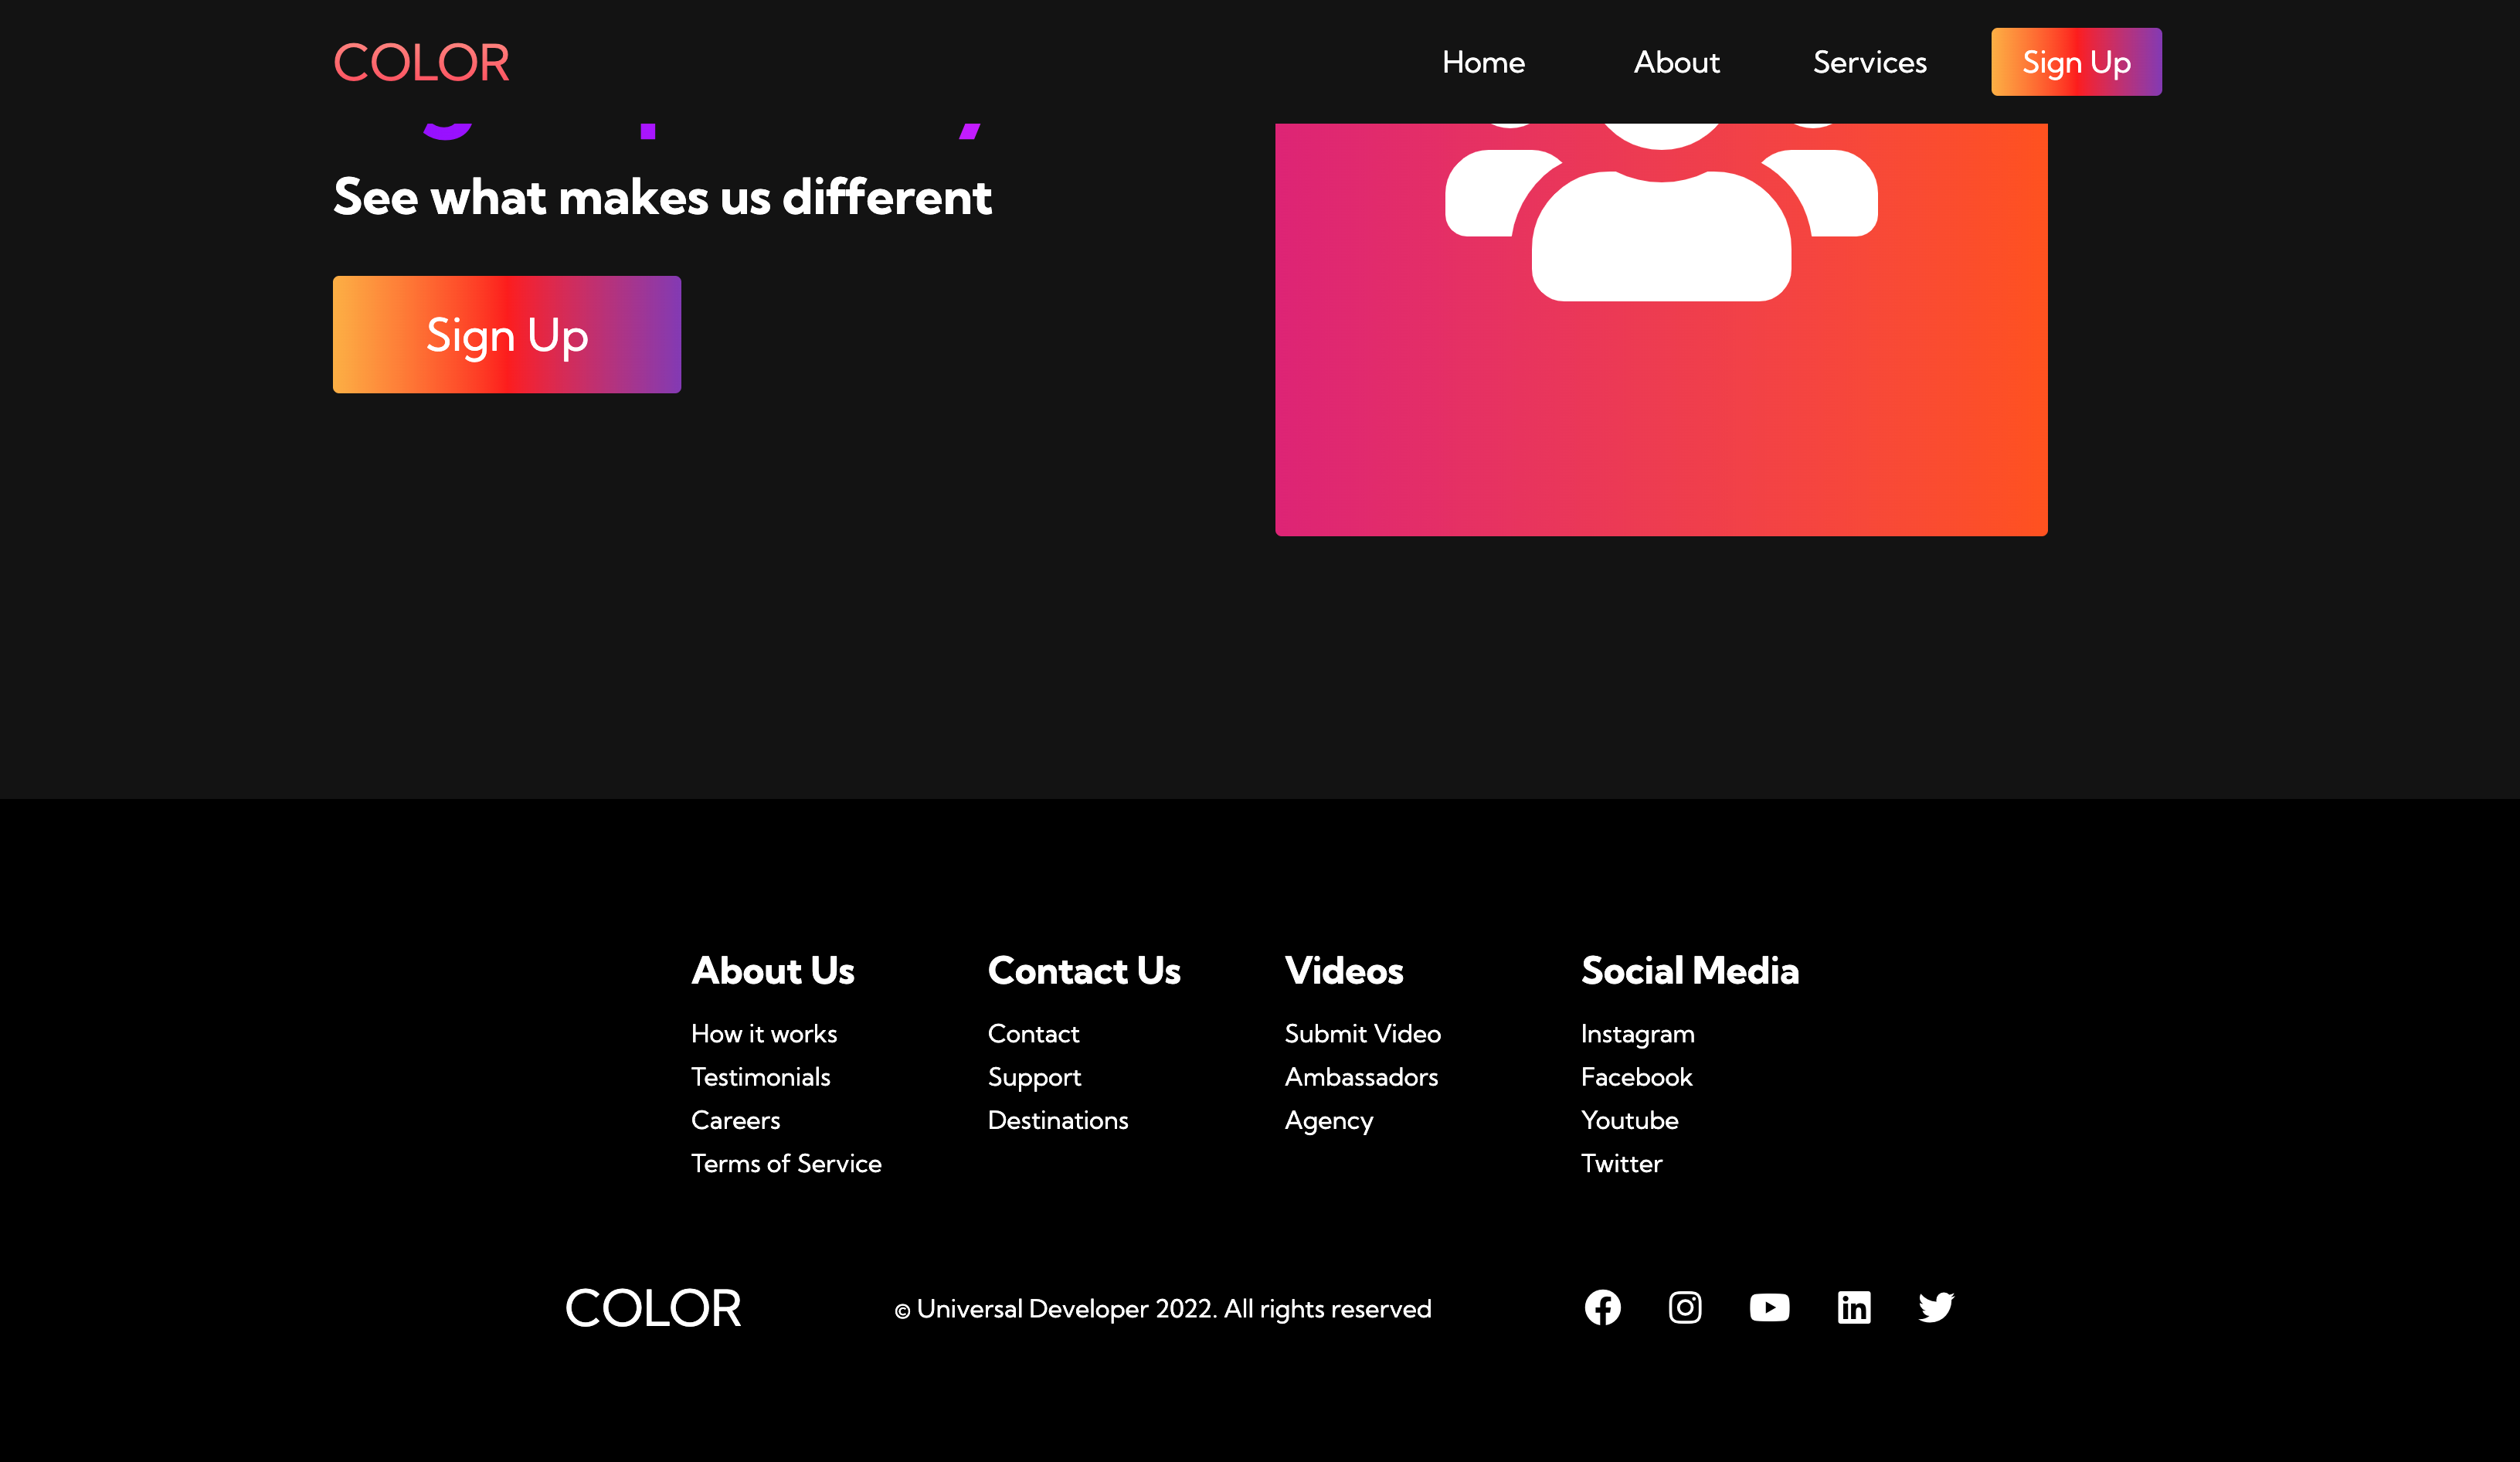 COLOR
Home
About
Services
Sign Up
See what makes us different
Sign Up
About Us
How it works
Testimonials
Careers
Terms of Service
Contact Us
Contact
Support
Destinations
Videos
Submit Video
Ambassadors
Agency
Social Media
Instagram
Facebook
Youtube
Twitter
COLOR
© Universal Developer 2022. All rights reserved